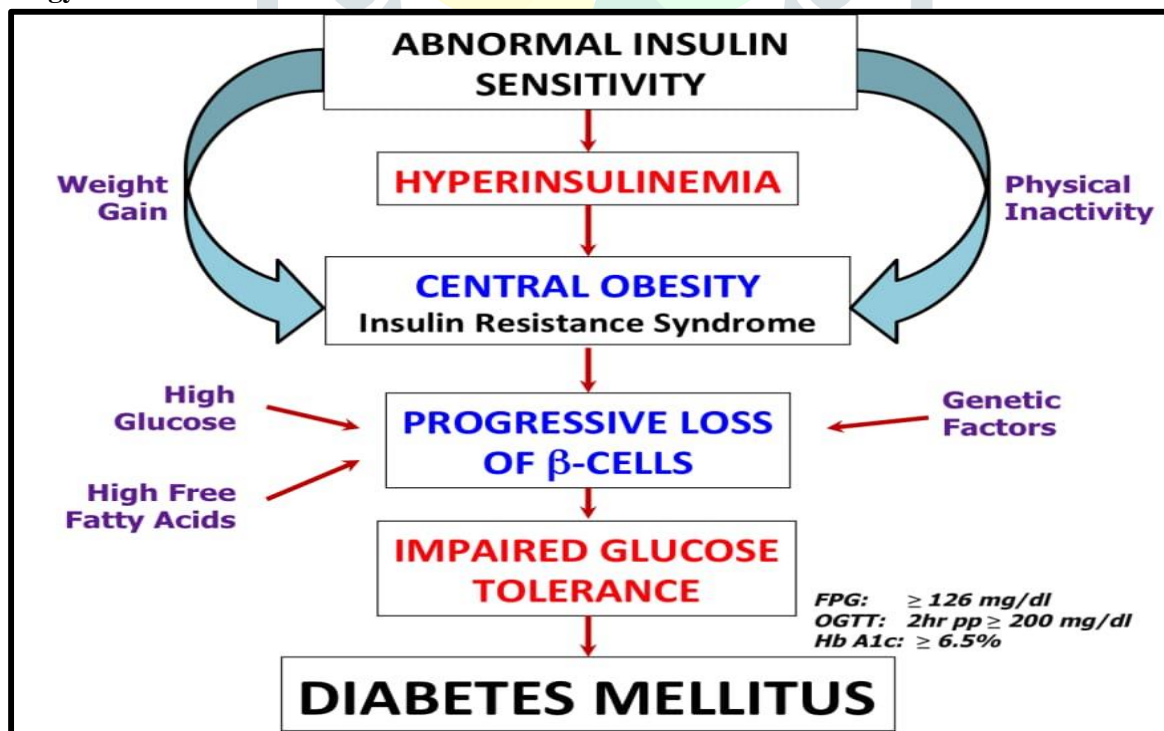 ABNORMAL INSULIN
SENSITIVITY
HYPERINSULINEMIA
Weight
Gain
Physical
Inactivity
CENTRAL OBESITY
Insulin Resistance Syndrome
High
Glucose
High Free
Fatty Acids
PROGRESSIVE LOSS
OF β-CELLS
Genetic
Factors
IMPAIRED GLUCOSE
TOLERANCE
FPG: ≥ 126 mg/dl
OGTT: 2hr pp ≥ 200 mg/dl
Hb A1c: ≥ 6.5%
DIABETES MELLITUS